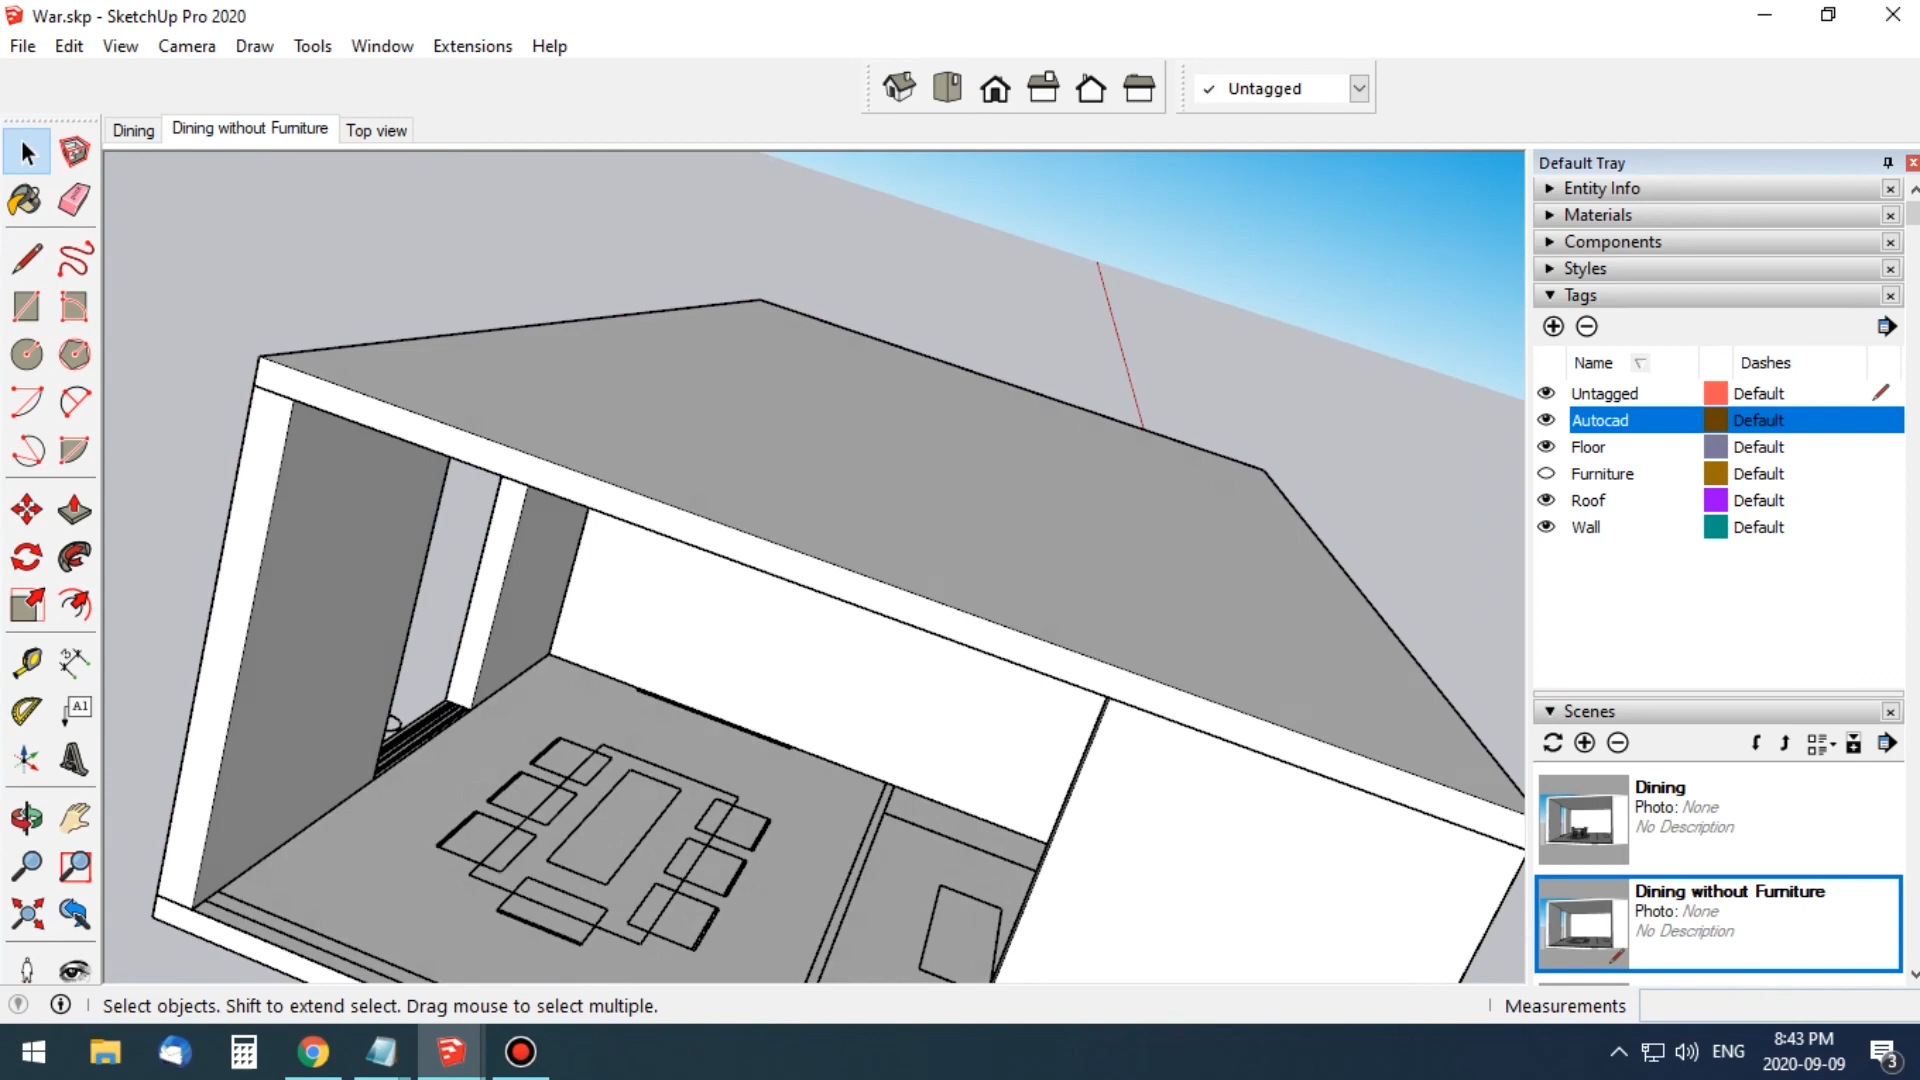 War.skp - SketchUp Pro 2020
File Edit View Camera Draw Tools Window Extensions Help
Untagged
Dining Dining without Furniture Top view
Default Tray
Entity Info
Materials
Components
Styles
Tags
Name Dashes
Untagged Default
Autocad Default
Floor Default
Furniture Default
Roof Default
Wall Default
A1
Scenes
Dining
Photo: None
No Description
Dining without Furniture
Photo: None
No Description
Select objects. Shift to extend select. Drag mouse to select multiple.
Measurements
ENG
8:43 PM
2020-09-09
3